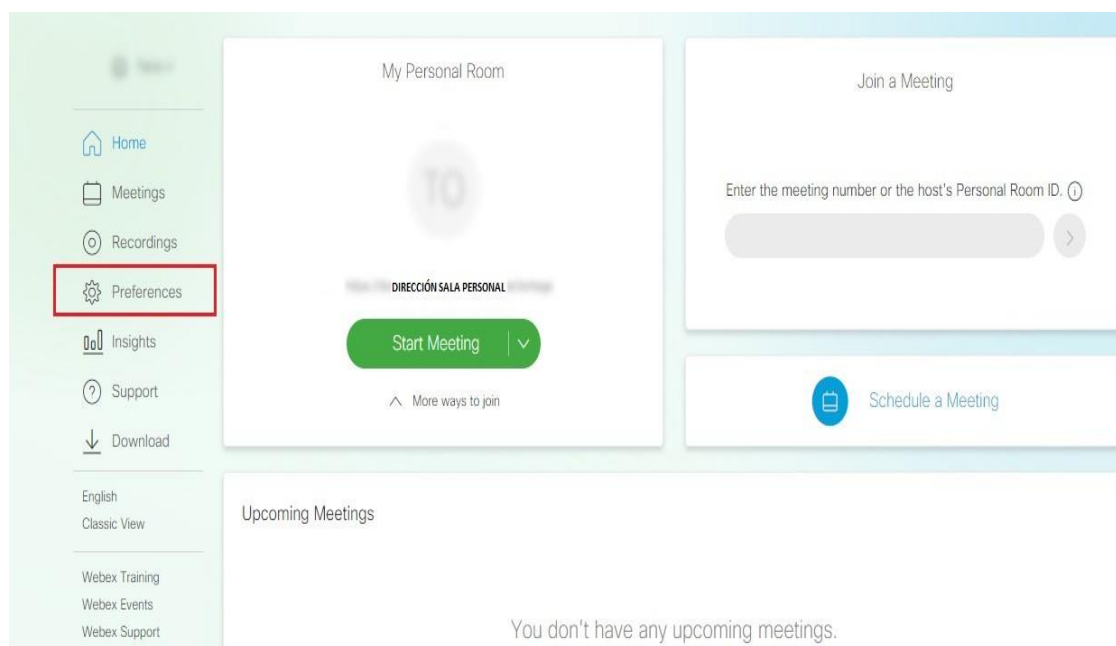 Home
Meetings
Recordings
Preferences
Insights
Support
Download
English
Classic View
Webex Training
Webex Events
Webex Support
My Personal Room
TO
DIRECCIÓN SALA PERSONAL
Start Meeting
More ways to join
Join a Meeting
Enter the meeting number or the host's Personal Room ID.
Schedule a Meeting
Upcoming Meetings
You don't have any upcoming meetings.